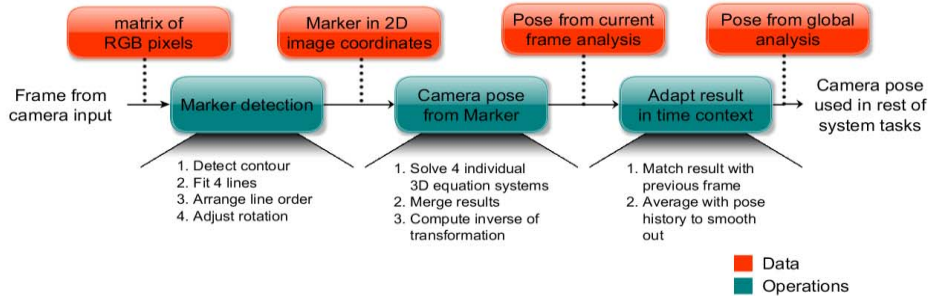 matrix of
RGB pixels
Marker in 2D
image coordinates
Pose from current
frame analysis
Pose from global
analysis
Frame from
camera input
Marker detection
Camera pose
from Marker
Adapt result
in time context
Camera pose
used in rest of
system tasks
1. Detect contour
2. Fit 4 lines
3. Arrange line order
4. Adjust rotation
1. Solve 4 individual
3D equation systems
2. Merge results
3. Compute inverse of
transformation
1. Match result with
previous frame
2. Average with pose
history to smooth
out
Data
Operations